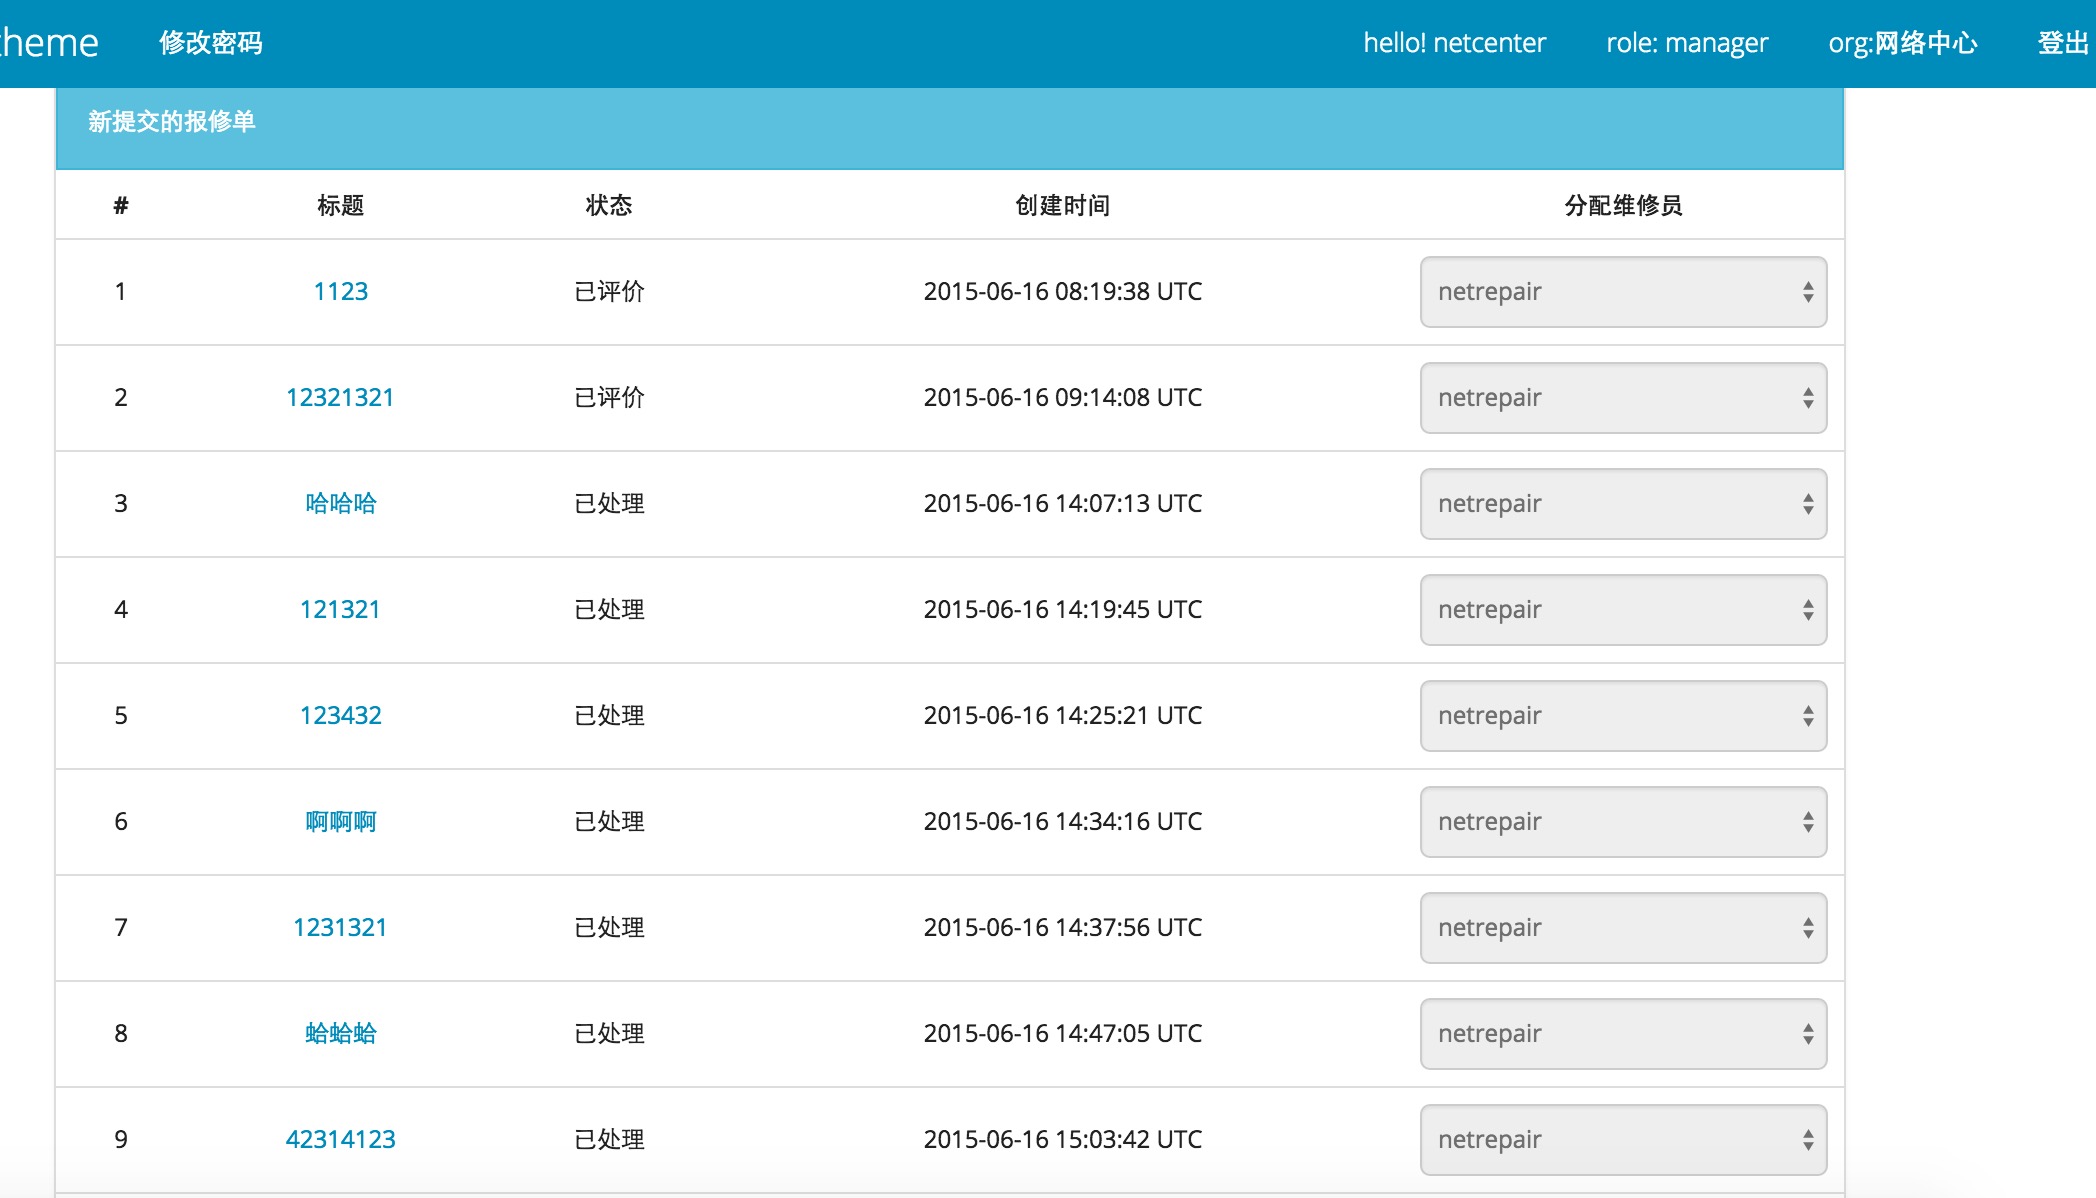 heme 修改密码 hello! netcenter role: manager org:网络中心 登出
新提交的报修单
# 标题 状态 创建时间 分配维修员
1 1123 已评价 2015-06-16 08:19:38 UTC netrepair
2 12321321 已评价 2015-06-16 09:14:08 UTC netrepair
3 哈哈哈 已处理 2015-06-16 14:07:13 UTC netrepair
4 121321 已处理 2015-06-16 14:19:45 UTC netrepair
5 123432 已处理 2015-06-16 14:25:21 UTC netrepair
6 啊啊啊 已处理 2015-06-16 14:34:16 UTC netrepair
7 1231321 已处理 2015-06-16 14:37:56 UTC netrepair
8 蛤蛤蛤 已处理 2015-06-16 14:47:05 UTC netrepair
9 42314123 已处理 2015-06-16 15:03:42 UTC netrepair